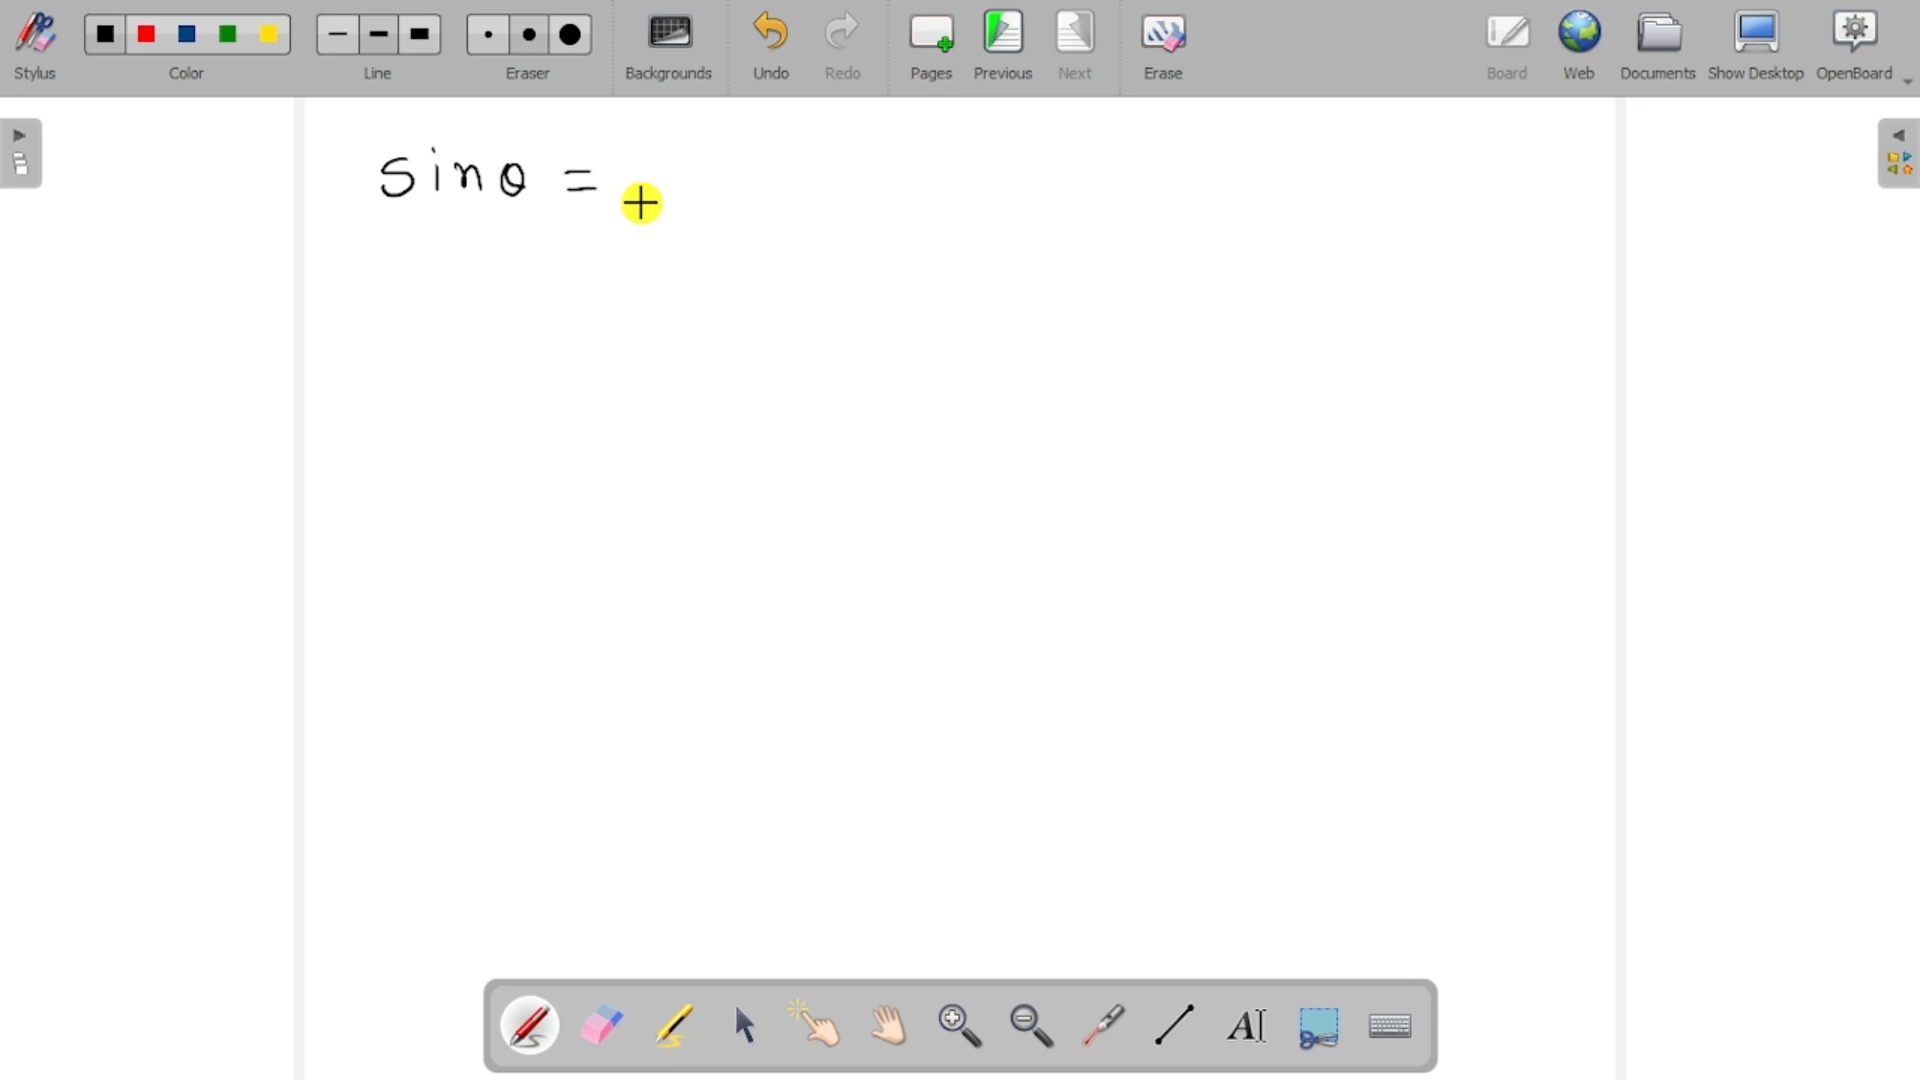 Stylus Color Line Eraser Backgrounds Undo Redo Pages Previous Next Erase Board Web Documents Show Desktop OpenBoard
sinθ =